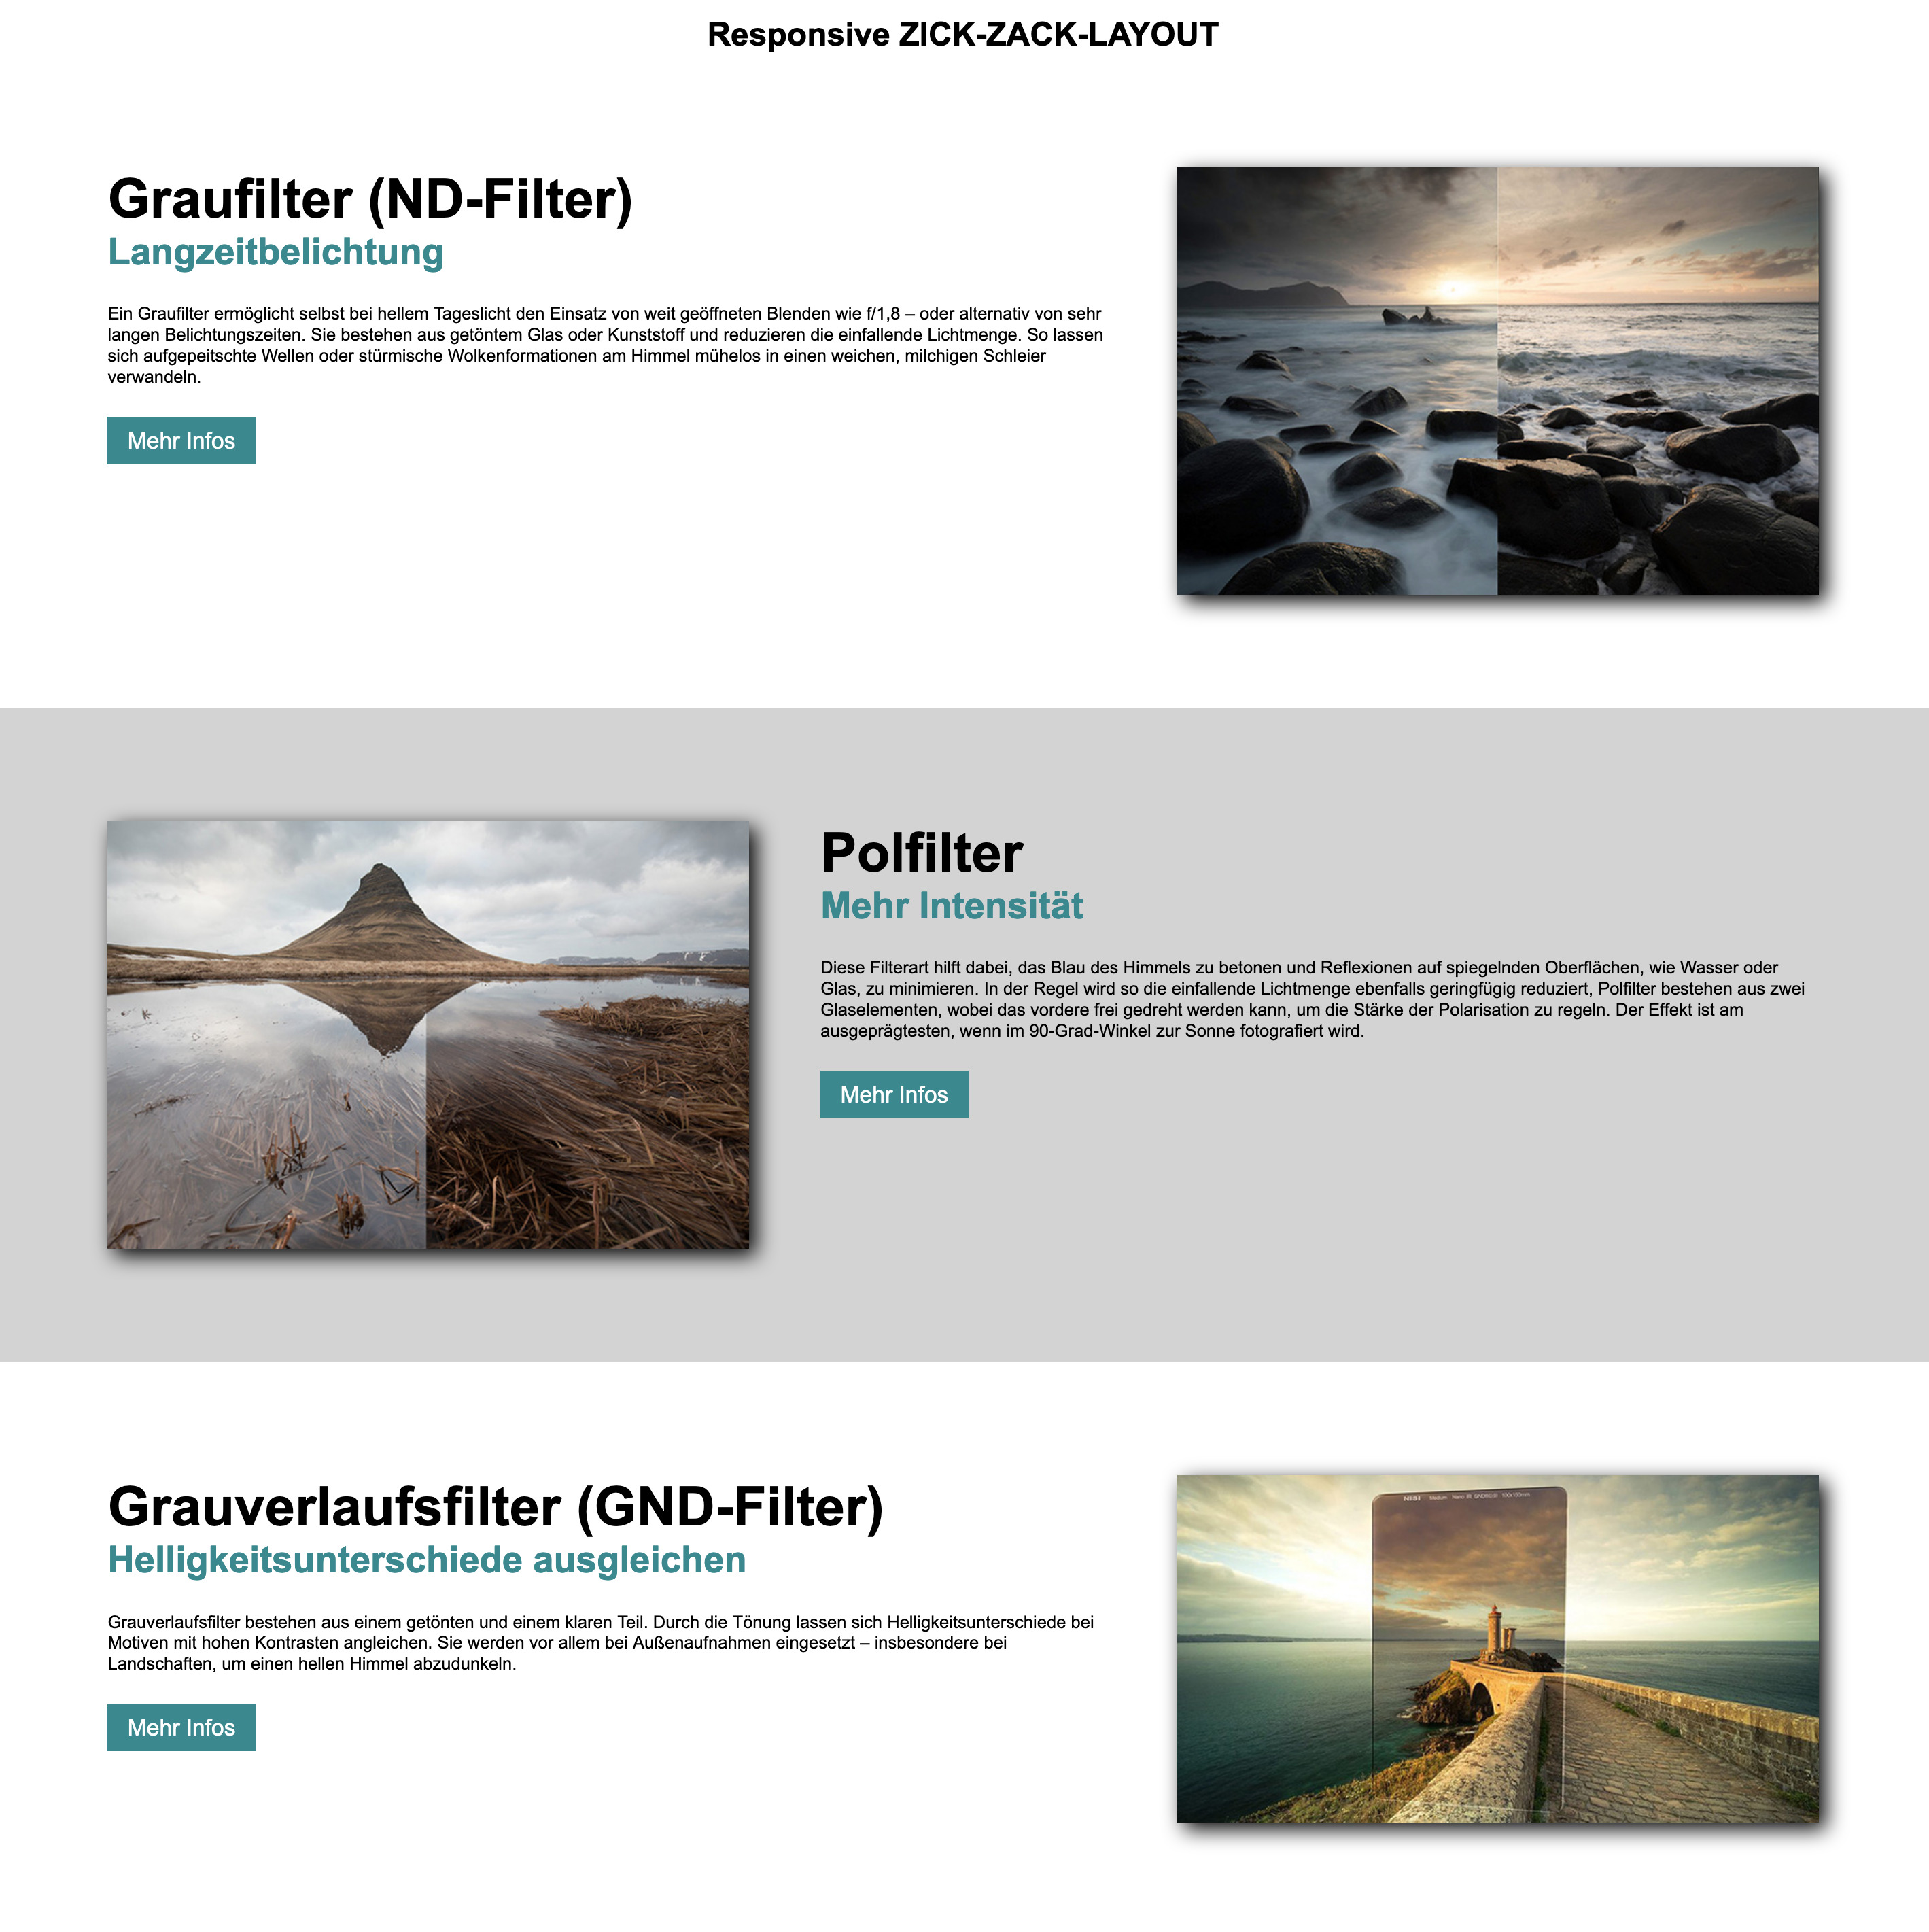 Responsive ZICK-ZACK-LAYOUT
Graufilter (ND-Filter)
Langzeitbelichtung
Ein Graufilter ermöglicht selbst bei hellem Tageslicht den Einsatz von weit geöffneten Blenden wie f/1,8 – oder alternativ von sehr
langen Belichtungszeiten. Sie bestehen aus getöntem Glas oder Kunststoff und reduzieren die einfallende Lichtmenge. So lassen
sich aufgepeitschte Wellen oder stürmische Wolkenformationen am Himmel mühelos in einen weichen, milchigen Schleier
verwandeln.
Mehr Infos
Polfilter
Mehr Intensität
Diese Filterart hilft dabei, das Blau des Himmels zu betonen und Reflexionen auf spiegelnden Oberflächen, wie Wasser oder
Glas, zu minimieren. In der Regel wird so die einfallende Lichtmenge ebenfalls geringfügig reduziert, Polfilter bestehen aus zwei
Glaselementen, wobei das vordere frei gedreht werden kann, um die Stärke der Polarisation zu regeln. Der Effekt ist am
ausgeprägtesten, wenn im 90-Grad-Winkel zur Sonne fotografiert wird.
Mehr Infos
Grauverlaufsfilter (GND-Filter)
Helligkeitsunterschiede ausgleichen
Grauverlaufsfilter bestehen aus einem getönten und einem klaren Teil. Durch die Tönung lassen sich Helligkeitsunterschiede bei
Motiven mit hohen Kontrasten angleichen. Sie werden vor allem bei Außenaufnahmen eingesetzt – insbesondere bei
Landschaften, um einen hellen Himmel abzudunkeln.
Mehr Infos
NiSi Medium Nano IR 100x150mm